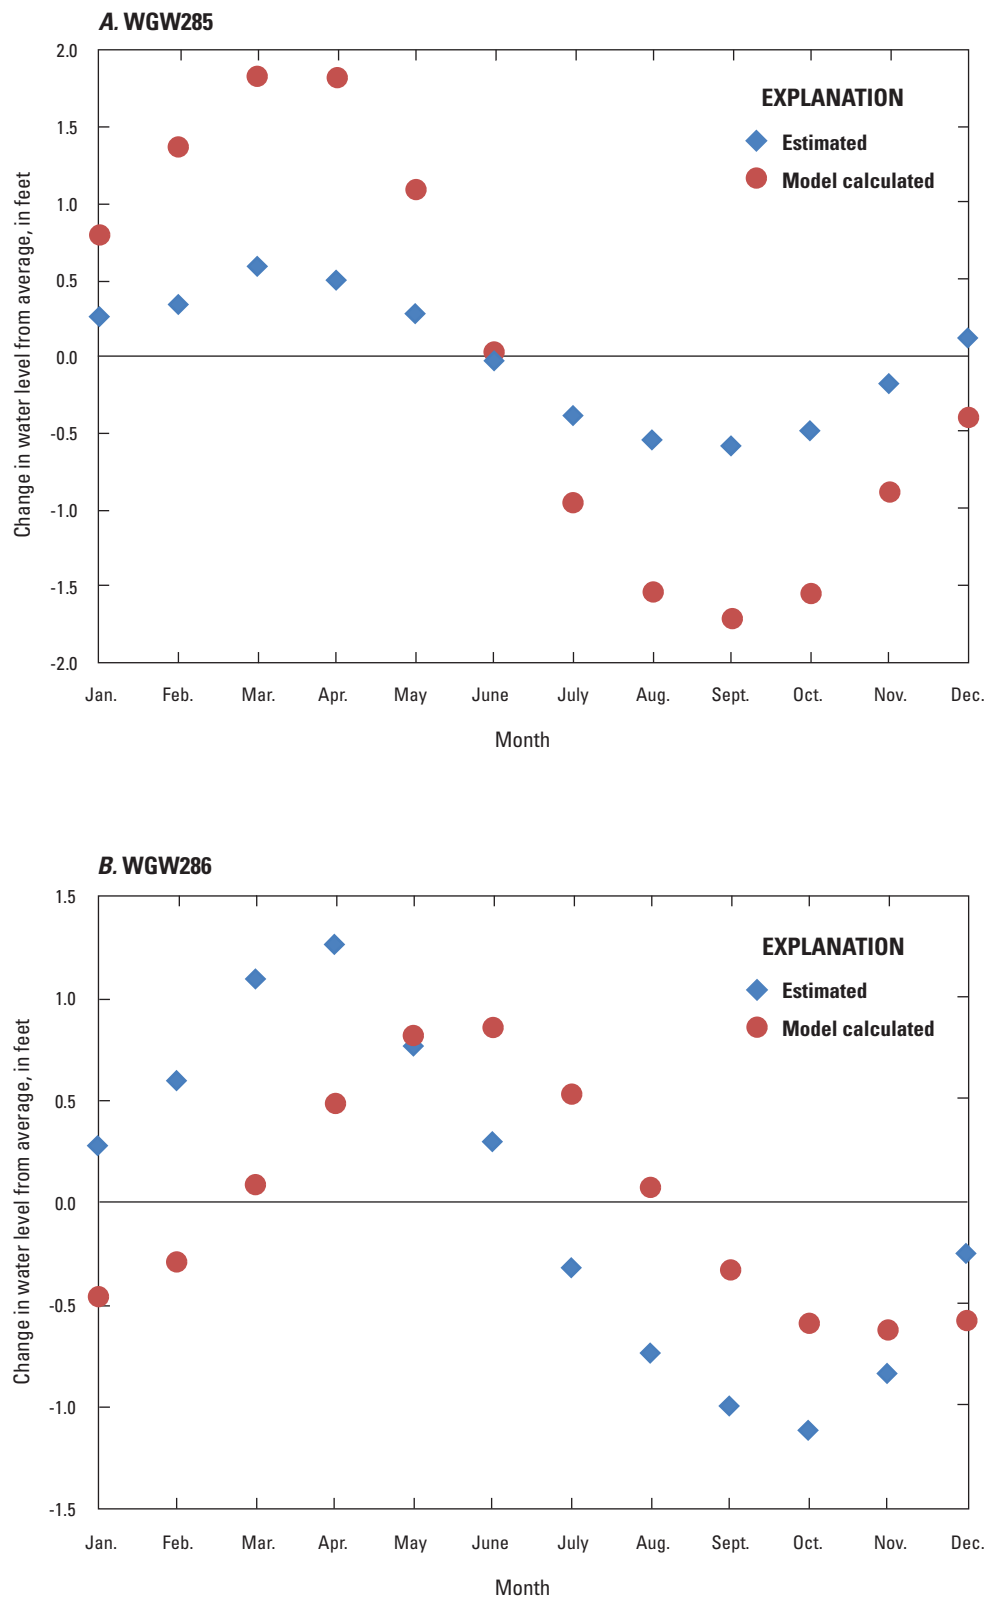 A. WGW285
Change in water level from average, in feet
2.0
1.5
1.0
0.5
0.0
-0.5
-1.0
-1.5
-2.0
EXPLANATION
Estimated
Model calculated
Jan. Feb. Mar. Apr. May June July Aug. Sept. Oct. Nov. Dec.
Month
B. WGW286
Change in water level from average, in feet
1.5
1.0
0.5
0.0
-0.5
-1.0
-1.5
EXPLANATION
Estimated
Model calculated
Jan. Feb. Mar. Apr. May June July Aug. Sept. Oct. Nov. Dec.
Month